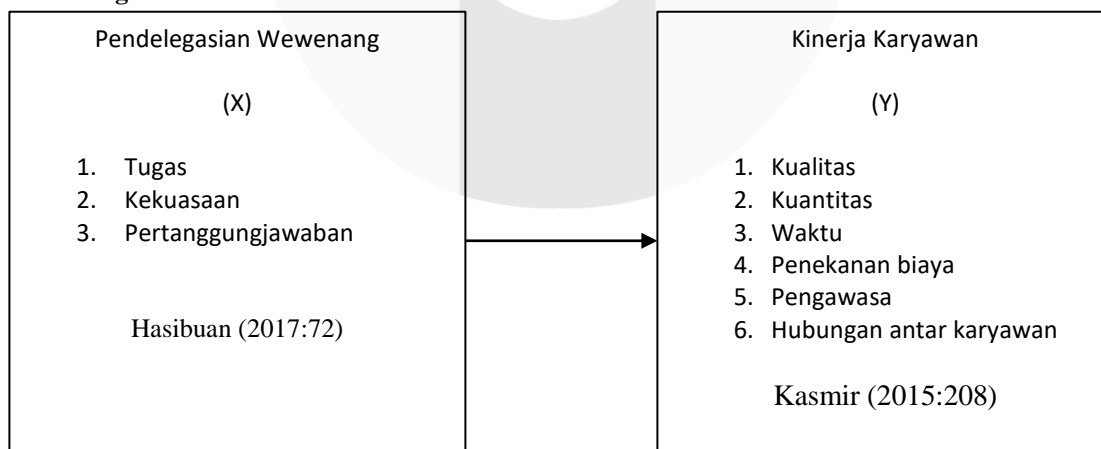 Pendelegasian Wewenang
(X)
1. Tugas
2. Kekuasaan
3. Pertanggungjawaban
Hasibuan (2017:72)
Kinerja Karyawan
(Y)
1. Kualitas
2. Kuantitas
3. Waktu
4. Penekanan biaya
5. Pengawasa
6. Hubungan antar karyawan
Kasmir (2015:208)